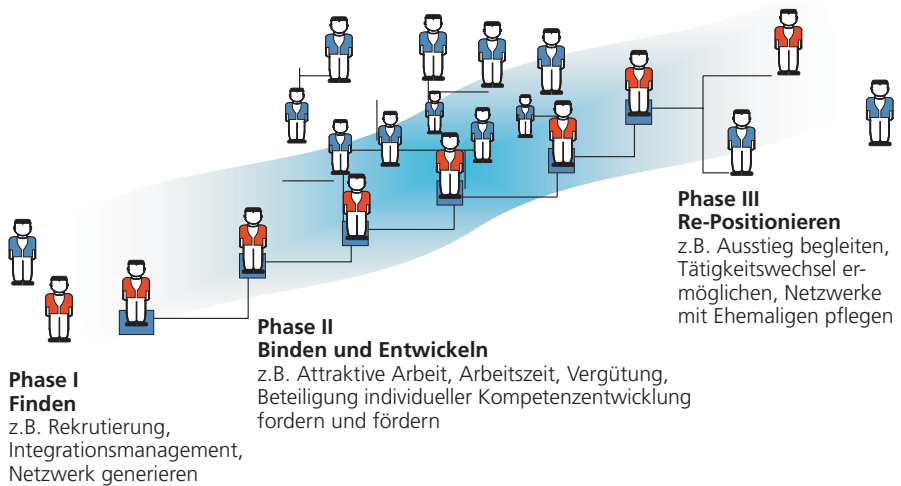 Phase I
Finden
z.B. Rekrutierung,
Integrationsmanagement,
Netzwerk generieren
Phase II
Binden und Entwickeln
z.B. Attraktive Arbeit, Arbeitszeit, Vergütung,
Beteiligung individueller Kompetenzentwicklung
fordern und fördern
Phase III
Re-Positionieren
z.B. Ausstieg begleiten,
Tätigkeitswechsel er-
möglichen, Netzwerke
mit Ehemaligen pflegen